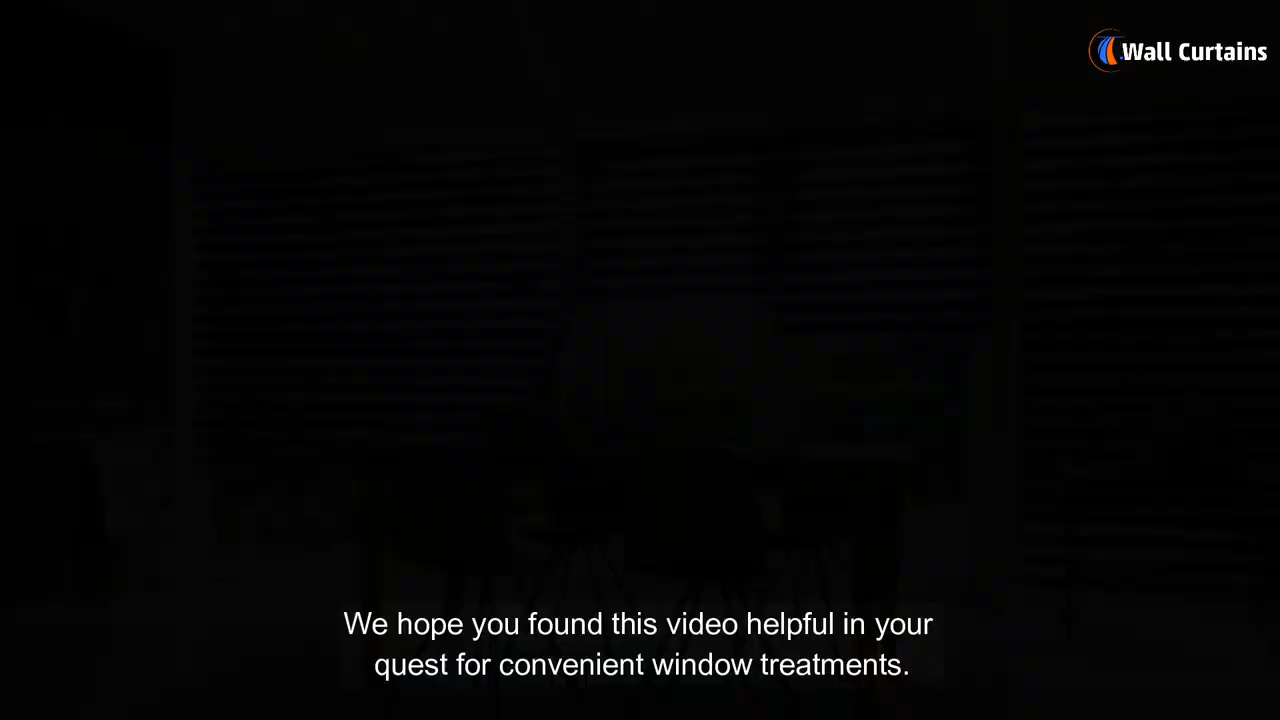 Wall Curtains
We hope you found this video helpful in your
quest for convenient window treatments.